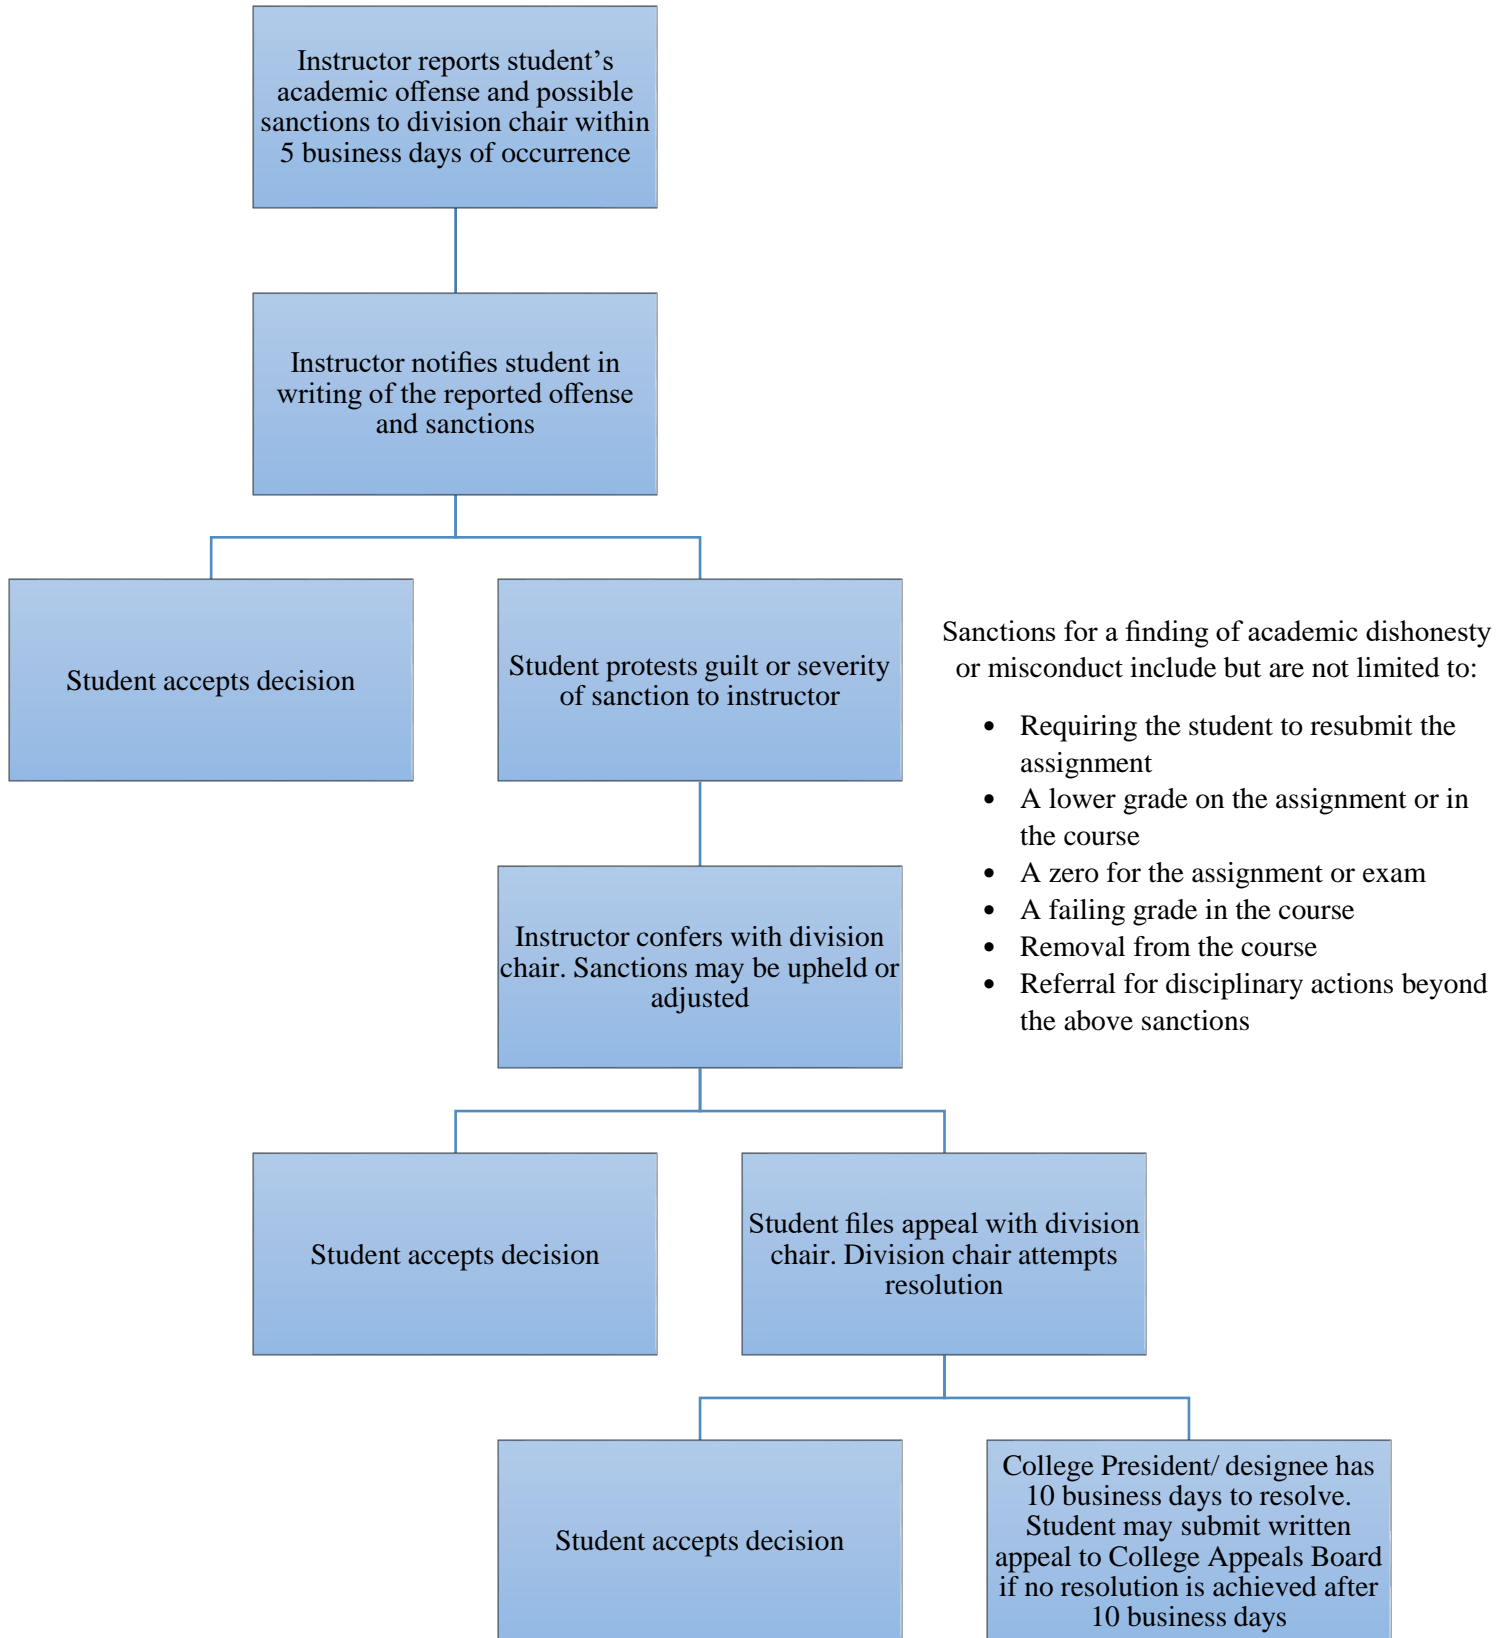 Instructor reports student’s
academic offense and possible
sanctions to division chair within
5 business days of occurrence
Instructor notifies student in
writing of the reported offense
and sanctions
Student accepts decision
Student protests guilt or severity
of sanction to instructor
Sanctions for a finding of academic dishonesty
or misconduct include but are not limited to:
• Requiring the student to resubmit the
assignment
• A lower grade on the assignment or in
the course
• A zero for the assignment or exam
• A failing grade in the course
• Removal from the course
• Referral for disciplinary actions beyond
the above sanctions
Instructor confers with division
chair. Sanctions may be upheld or
adjusted
Student accepts decision
Student files appeal with division
chair. Division chair attempts
resolution
Student accepts decision
College President/ designee has
10 business days to resolve.
Student may submit written
appeal to College Appeals Board
if no resolution is achieved after
10 business days